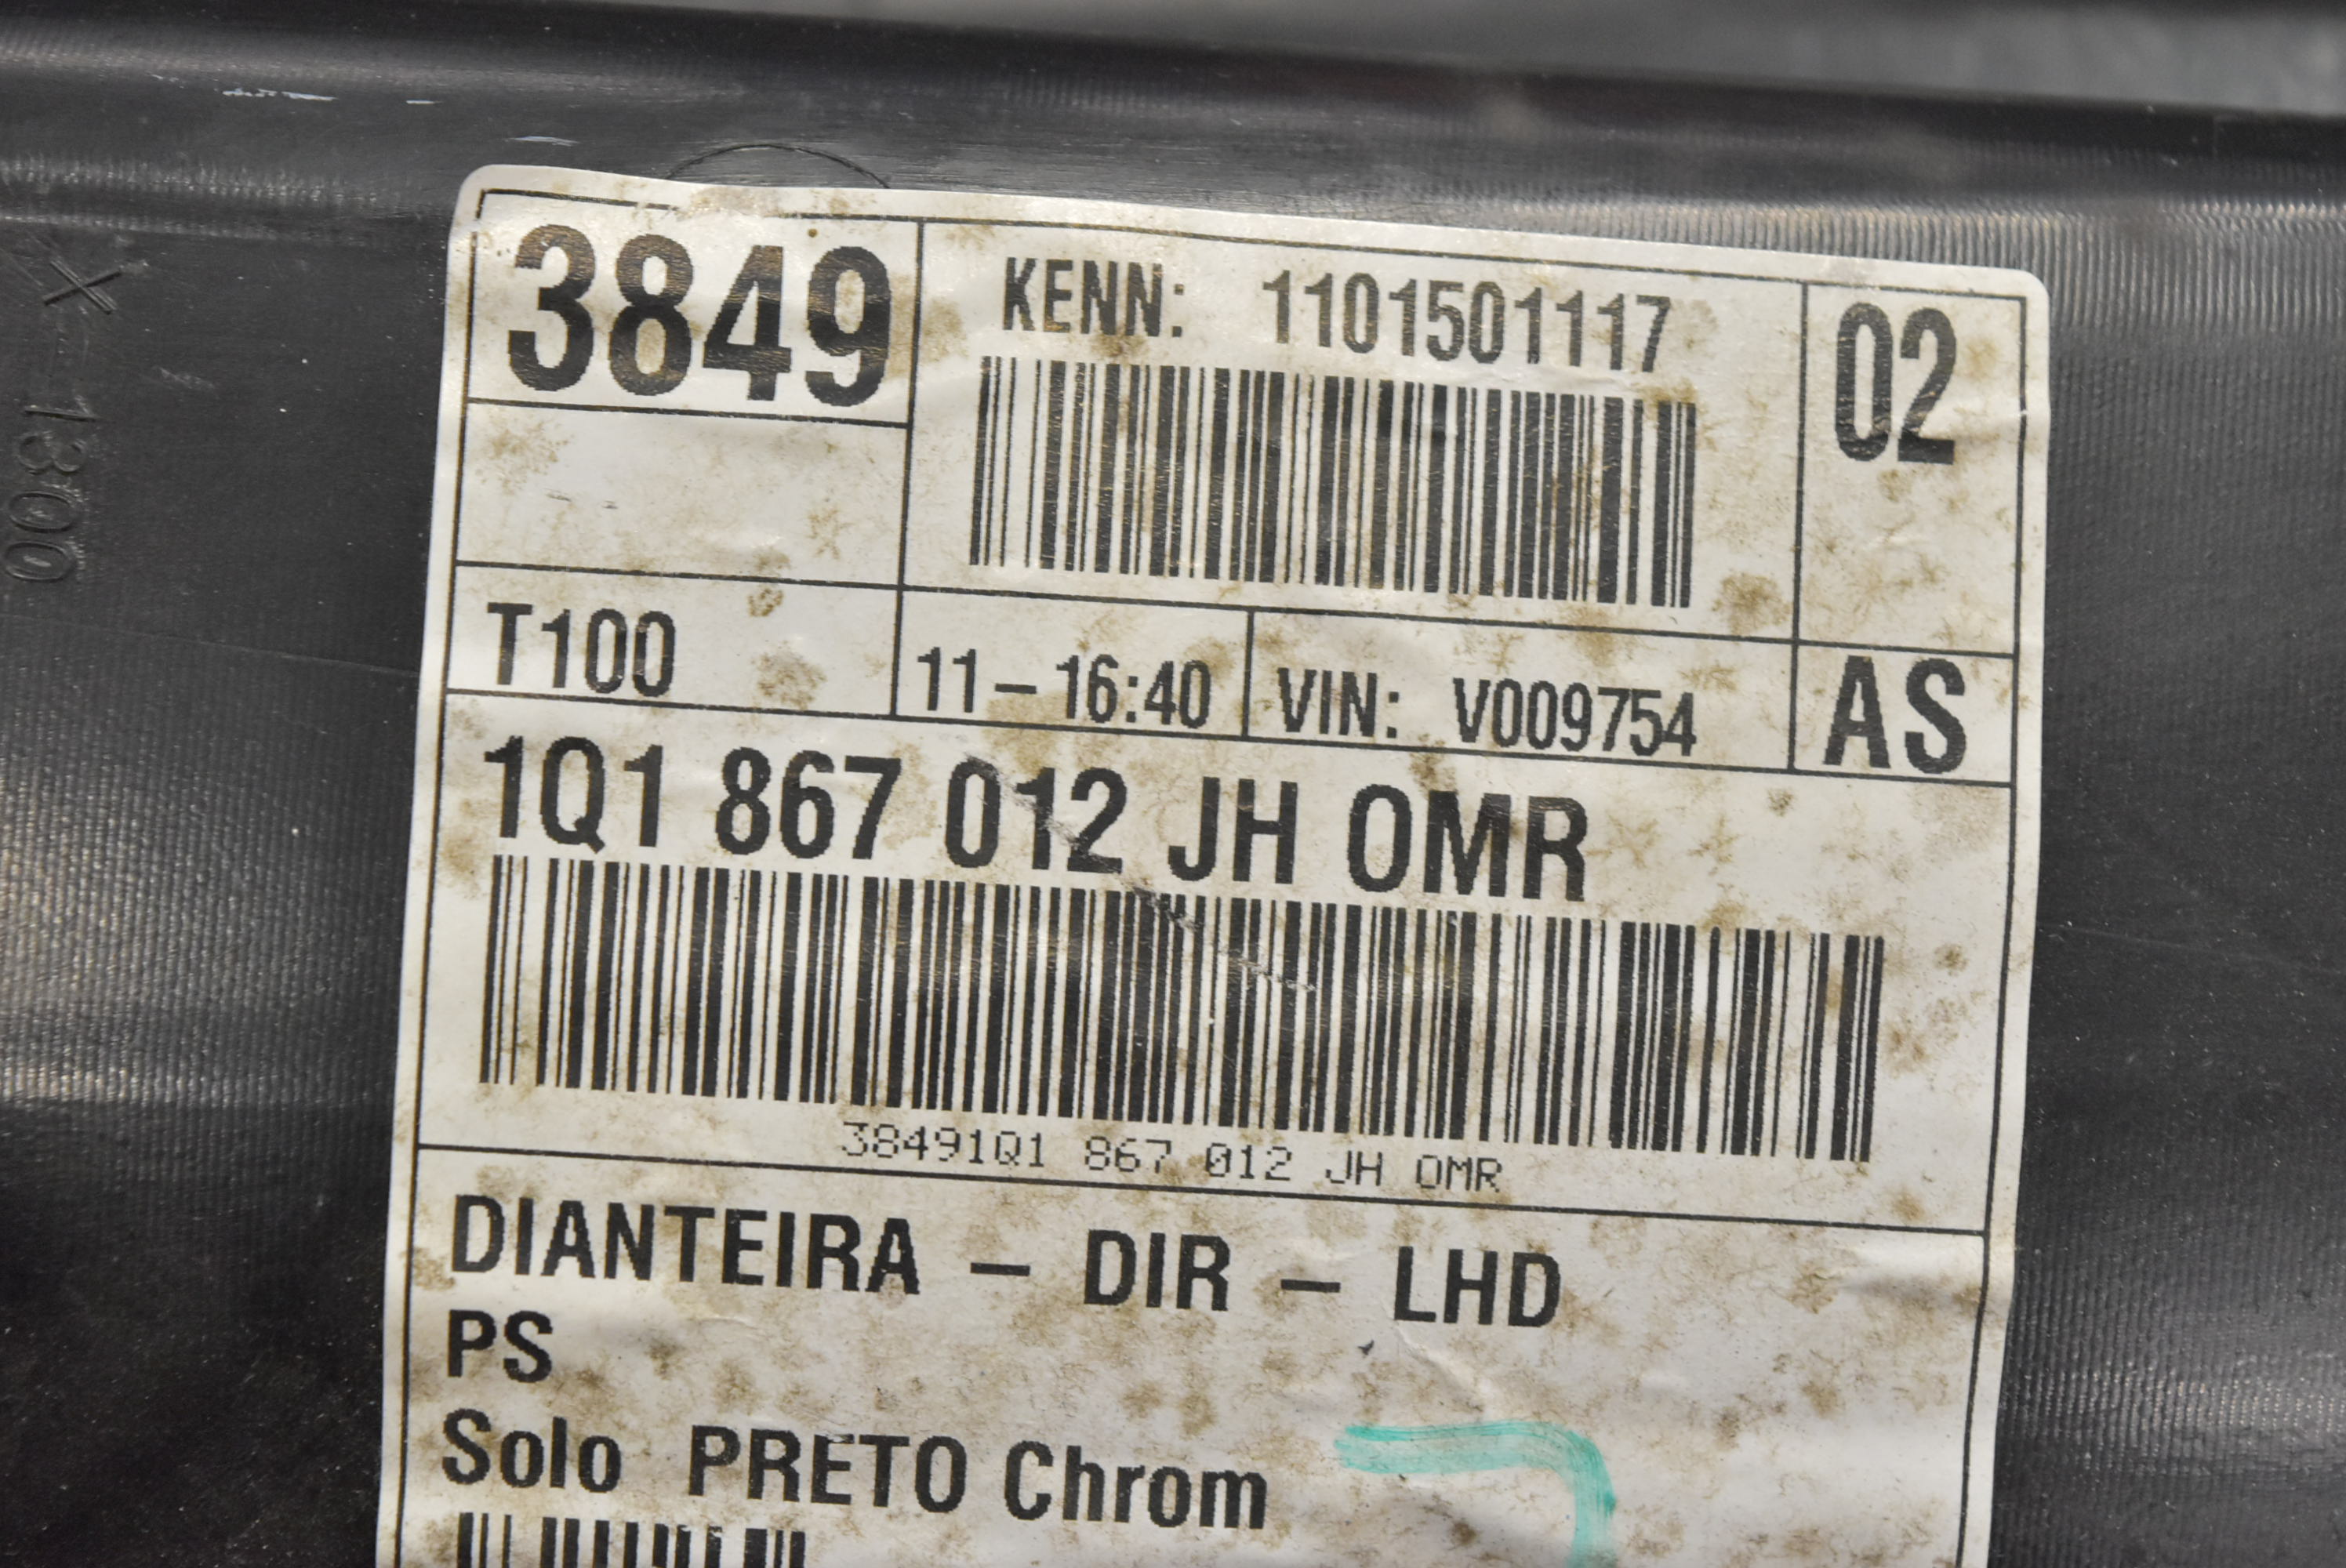 3849
KENN: 1101501117
02
T100
11-16:40
VIN: V009754
AS
1Q1 867 012 JH OMR
38491Q1 867 012 JH OMR
DIANTEIRA - DIR - LHD
PS
Solo PRETO Chrom
X 1300